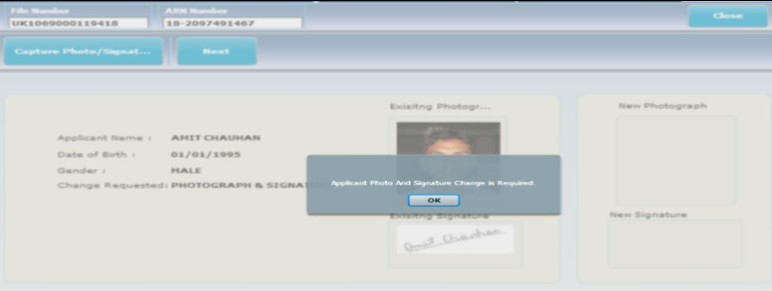 File Number
ARN Number
UK1069000119418
18-2097491467
Close
Capture Photo/Signat...
Next
Exisitng Photogr...
New Photograph
Applicant Name : AMIT CHAUHAN
Date of Birth : 01/01/1995
Gender : MALE
Change Requested: PHOTOGRAPH & SIGNAT
Applicant Photo And Signature Change is Required.
OK
Exisitng Signature
New Signature
Amit Chauhan